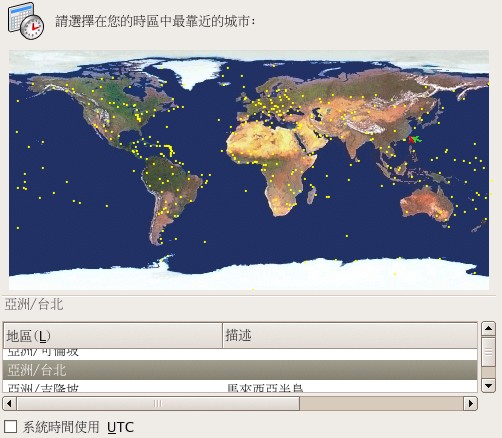 請選擇在您的時區中最靠近的城市:
亞洲/台北
地區(L) 描述
亞洲/可倫坡
亞洲/台北
亞洲/吉隆坡 馬來西亞半島
系統時間使用 UTC